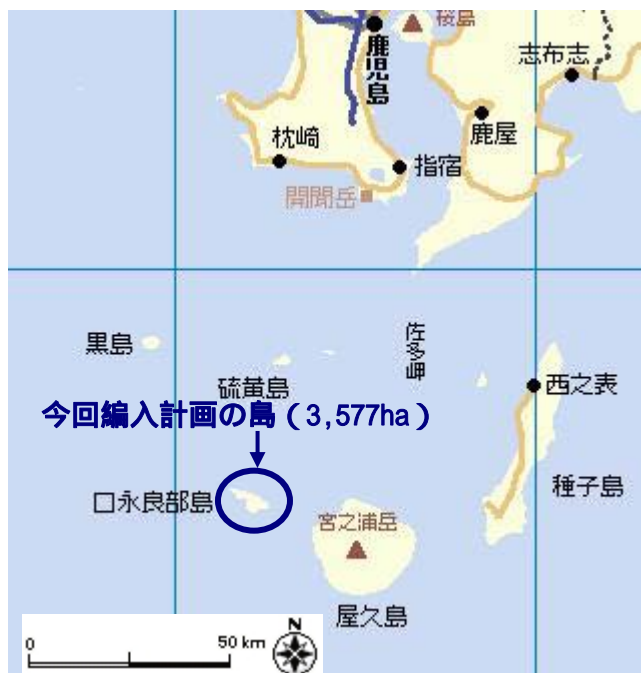 桜島
志布志
鹿児島
鹿屋
枕崎
指宿
開聞岳
黒島
佐多岬
硫黄島
西之表
今回編入計画の島（3,577ha）
口永良部島
種子島
宮之浦岳
屋久島
0 50 km N